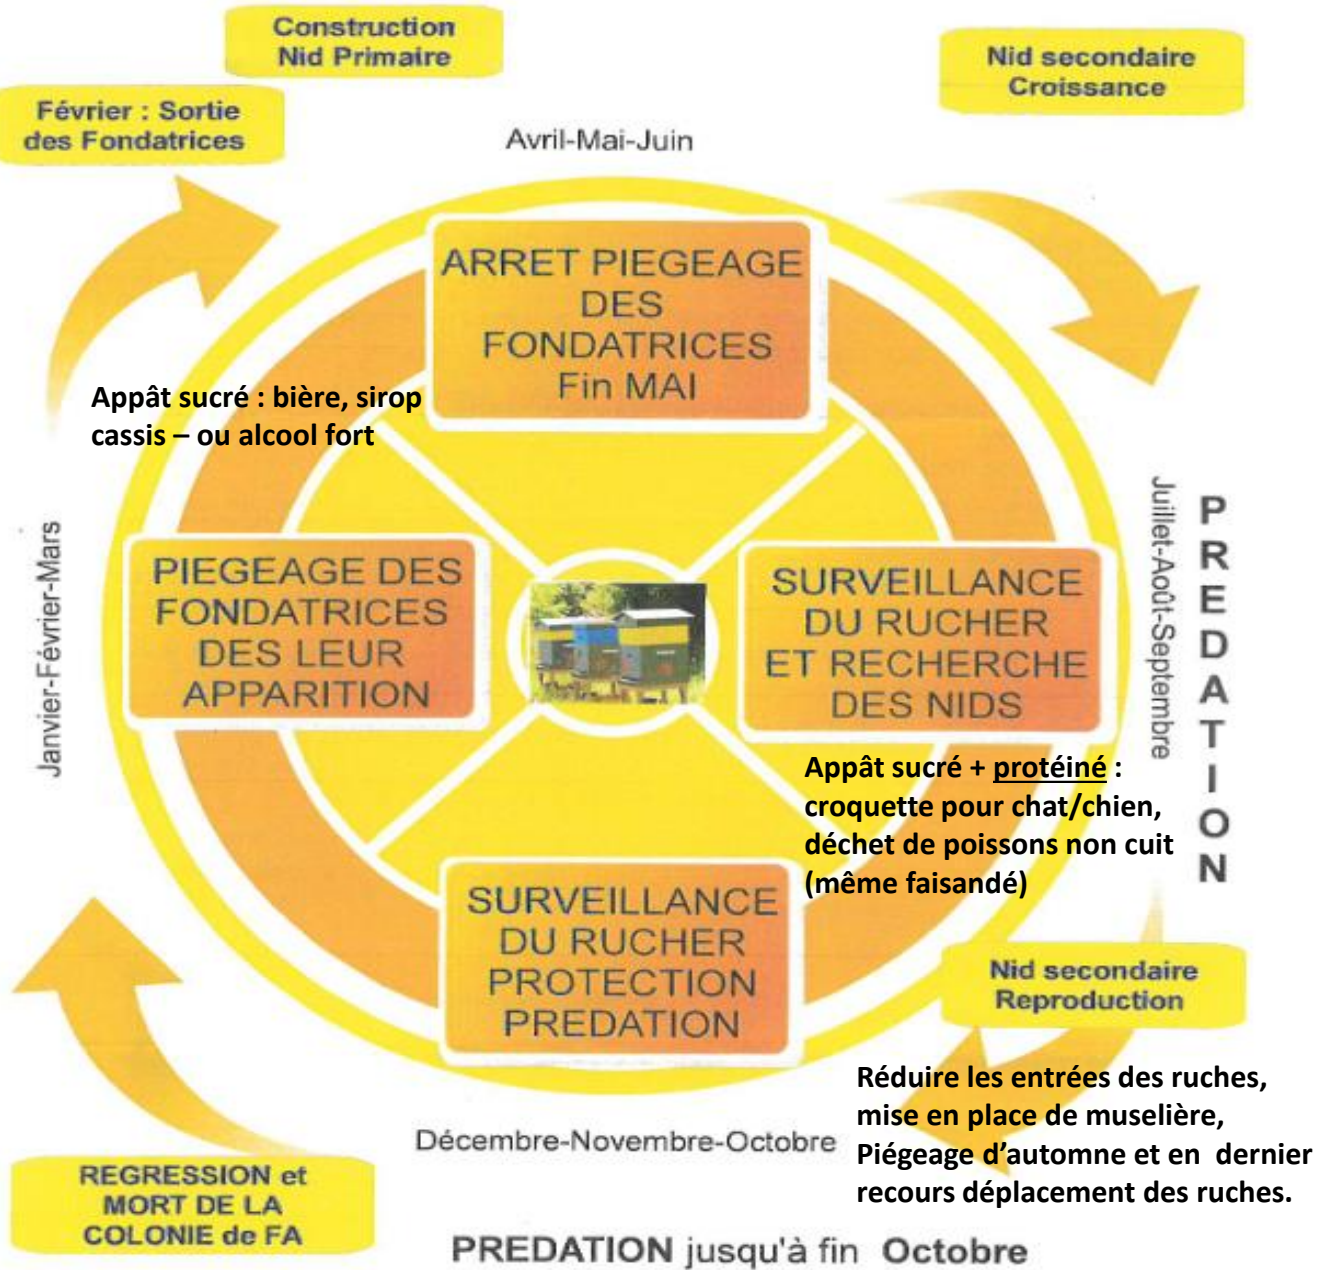 Construction
Nid Primaire
Nid secondaire
Croissance
Février : Sortie
des Fondatrices
Avril-Mai-Juin
ARRET PIEGEAGE
DES
FONDATRICES
Fin MAI
Appât sucré : bière, sirop
cassis – ou alcool fort
Janvier-Février-Mars
PIEGEAGE DES
FONDATRICES
DES LEUR
APPARITION
SURVEILLANCE
DU RUCHER
ET RECHERCHE
DES NIDS
Juillet-Août-Septembre
PREDATION
Appât sucré + protéiné :
croquette pour chat/chien,
déchet de poissons non cuit
(même faisandé)
SURVEILLANCE
DU RUCHER
PROTECTION
PREDATION
Nid secondaire
Reproduction
Réduire les entrées des ruches,
mise en place de muselière,
Piégeage d’automne et en  dernier
recours déplacement des ruches.
Décembre-Novembre-Octobre
REGRESSION et
MORT DE LA
COLONIE de FA
PREDATION jusqu'à fin Octobre